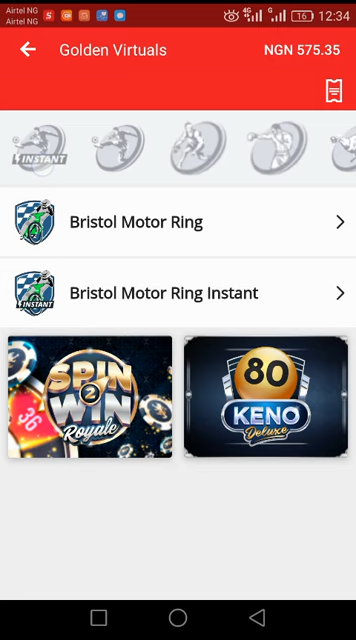 Airtel NG
Airtel NG
4G
G
16
12:34
Golden Virtuals
NGN 575.35
INSTANT
Bristol Motor Ring
INSTANT
Bristol Motor Ring Instant
SPIN
2
WIN
Royale
36
80
KENO
Deluxe